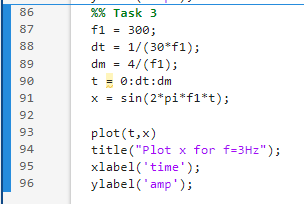 86 %% Task 3
87 f1 = 300;
88 dt = 1/(30*f1);
89 dm = 4/(f1);
90 t = 0:dt:dm
91 x = sin(2*pi*f1*t);
92
93 plot(t,x)
94 title("Plot x for f=3Hz");
95 xlabel('time');
96 ylabel('amp');